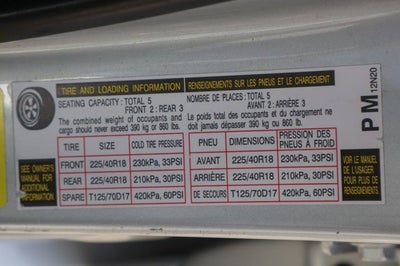 TIRE AND LOADING INFORMATION
RENSEIGNEMENTS SUR LES PNEUS ET LE CHARGEMENT
SEATING CAPACITY : TOTAL 5
FRONT 2 : REAR 3
The combined weight of occupants and
cargo should never exceed 390 kg or 860 lbs.
NOMBRE DE PLACES : TOTAL 5
AVANT 2 : ARRIÈRE 3
Le poids total des occupants et du chargement ne
doit jamais dépasser 390 kg ou 860 lb.
SEE OWNER'S
MANUAL FOR
ADDITIONAL
INFORMATION
TIRE SIZE COLD TIRE PRESSURE
FRONT 225/40R18 230kPa, 33PSI
REAR 225/40R18 210kPa, 30PSI
SPARE T125/70D17 420kPa, 60PSI
PNEU DIMENSIONS PRESSION DES PNEUS À FROID
AVANT 225/40R18 230kPa, 33PSI
ARRIÈRE 225/40R18 210kPa, 30PSI
DE SECOURS T125/70D17 420kPa, 60PSI
VOIR LE MANUEL
DE L'USAGER
POUR PLUS DE
RENSEIGNEMENTS
PM 12N20